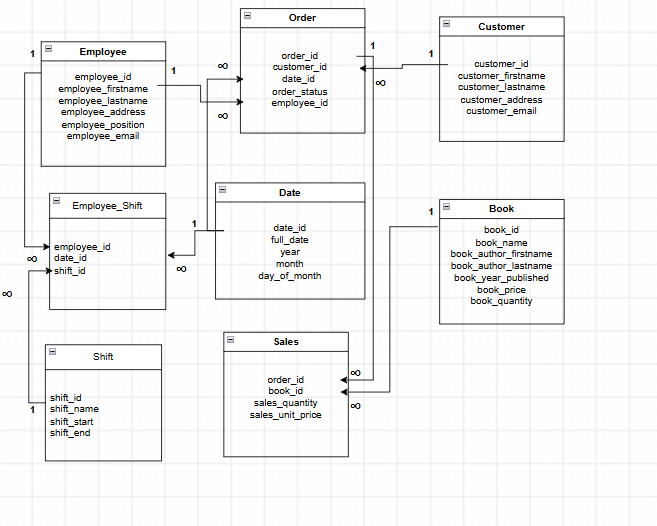 Employee
employee_id
employee_firstname
employee_lastname
employee_address
employee_position
employee_email
1
1
Order
order_id
customer_id
date_id
order_status
employee_id
∞
∞
1
∞
Customer
customer_id
customer_firstname
customer_lastname
customer_address
customer_email
1
Employee_Shift
employee_id
date_id
shift_id
∞
∞
∞
Date
date_id
full_date
year
month
day_of_month
1
Book
book_id
book_name
book_author_firstname
book_author_lastname
book_year_published
book_price
book_quantity
1
Shift
shift_id
shift_name
shift_start
shift_end
1
Sales
order_id
book_id
sales_quantity
sales_unit_price
∞
∞